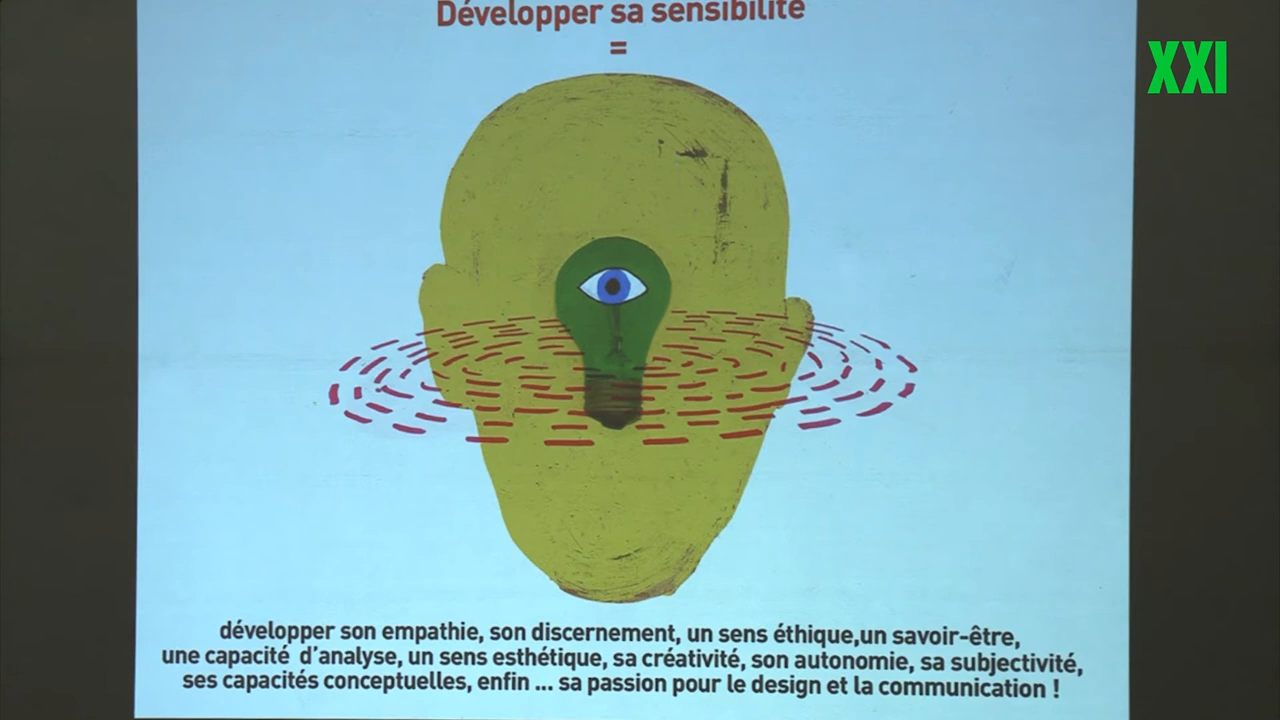 Développer sa sensibilité
=
XXI
développer son empathie, son discernement, un sens éthique,un savoir-être,
une capacité d'analyse, un sens esthétique, sa créativité, son autonomie, sa subjectivité,
ses capacités conceptuelles, enfin ... sa passion pour le design et la communication !